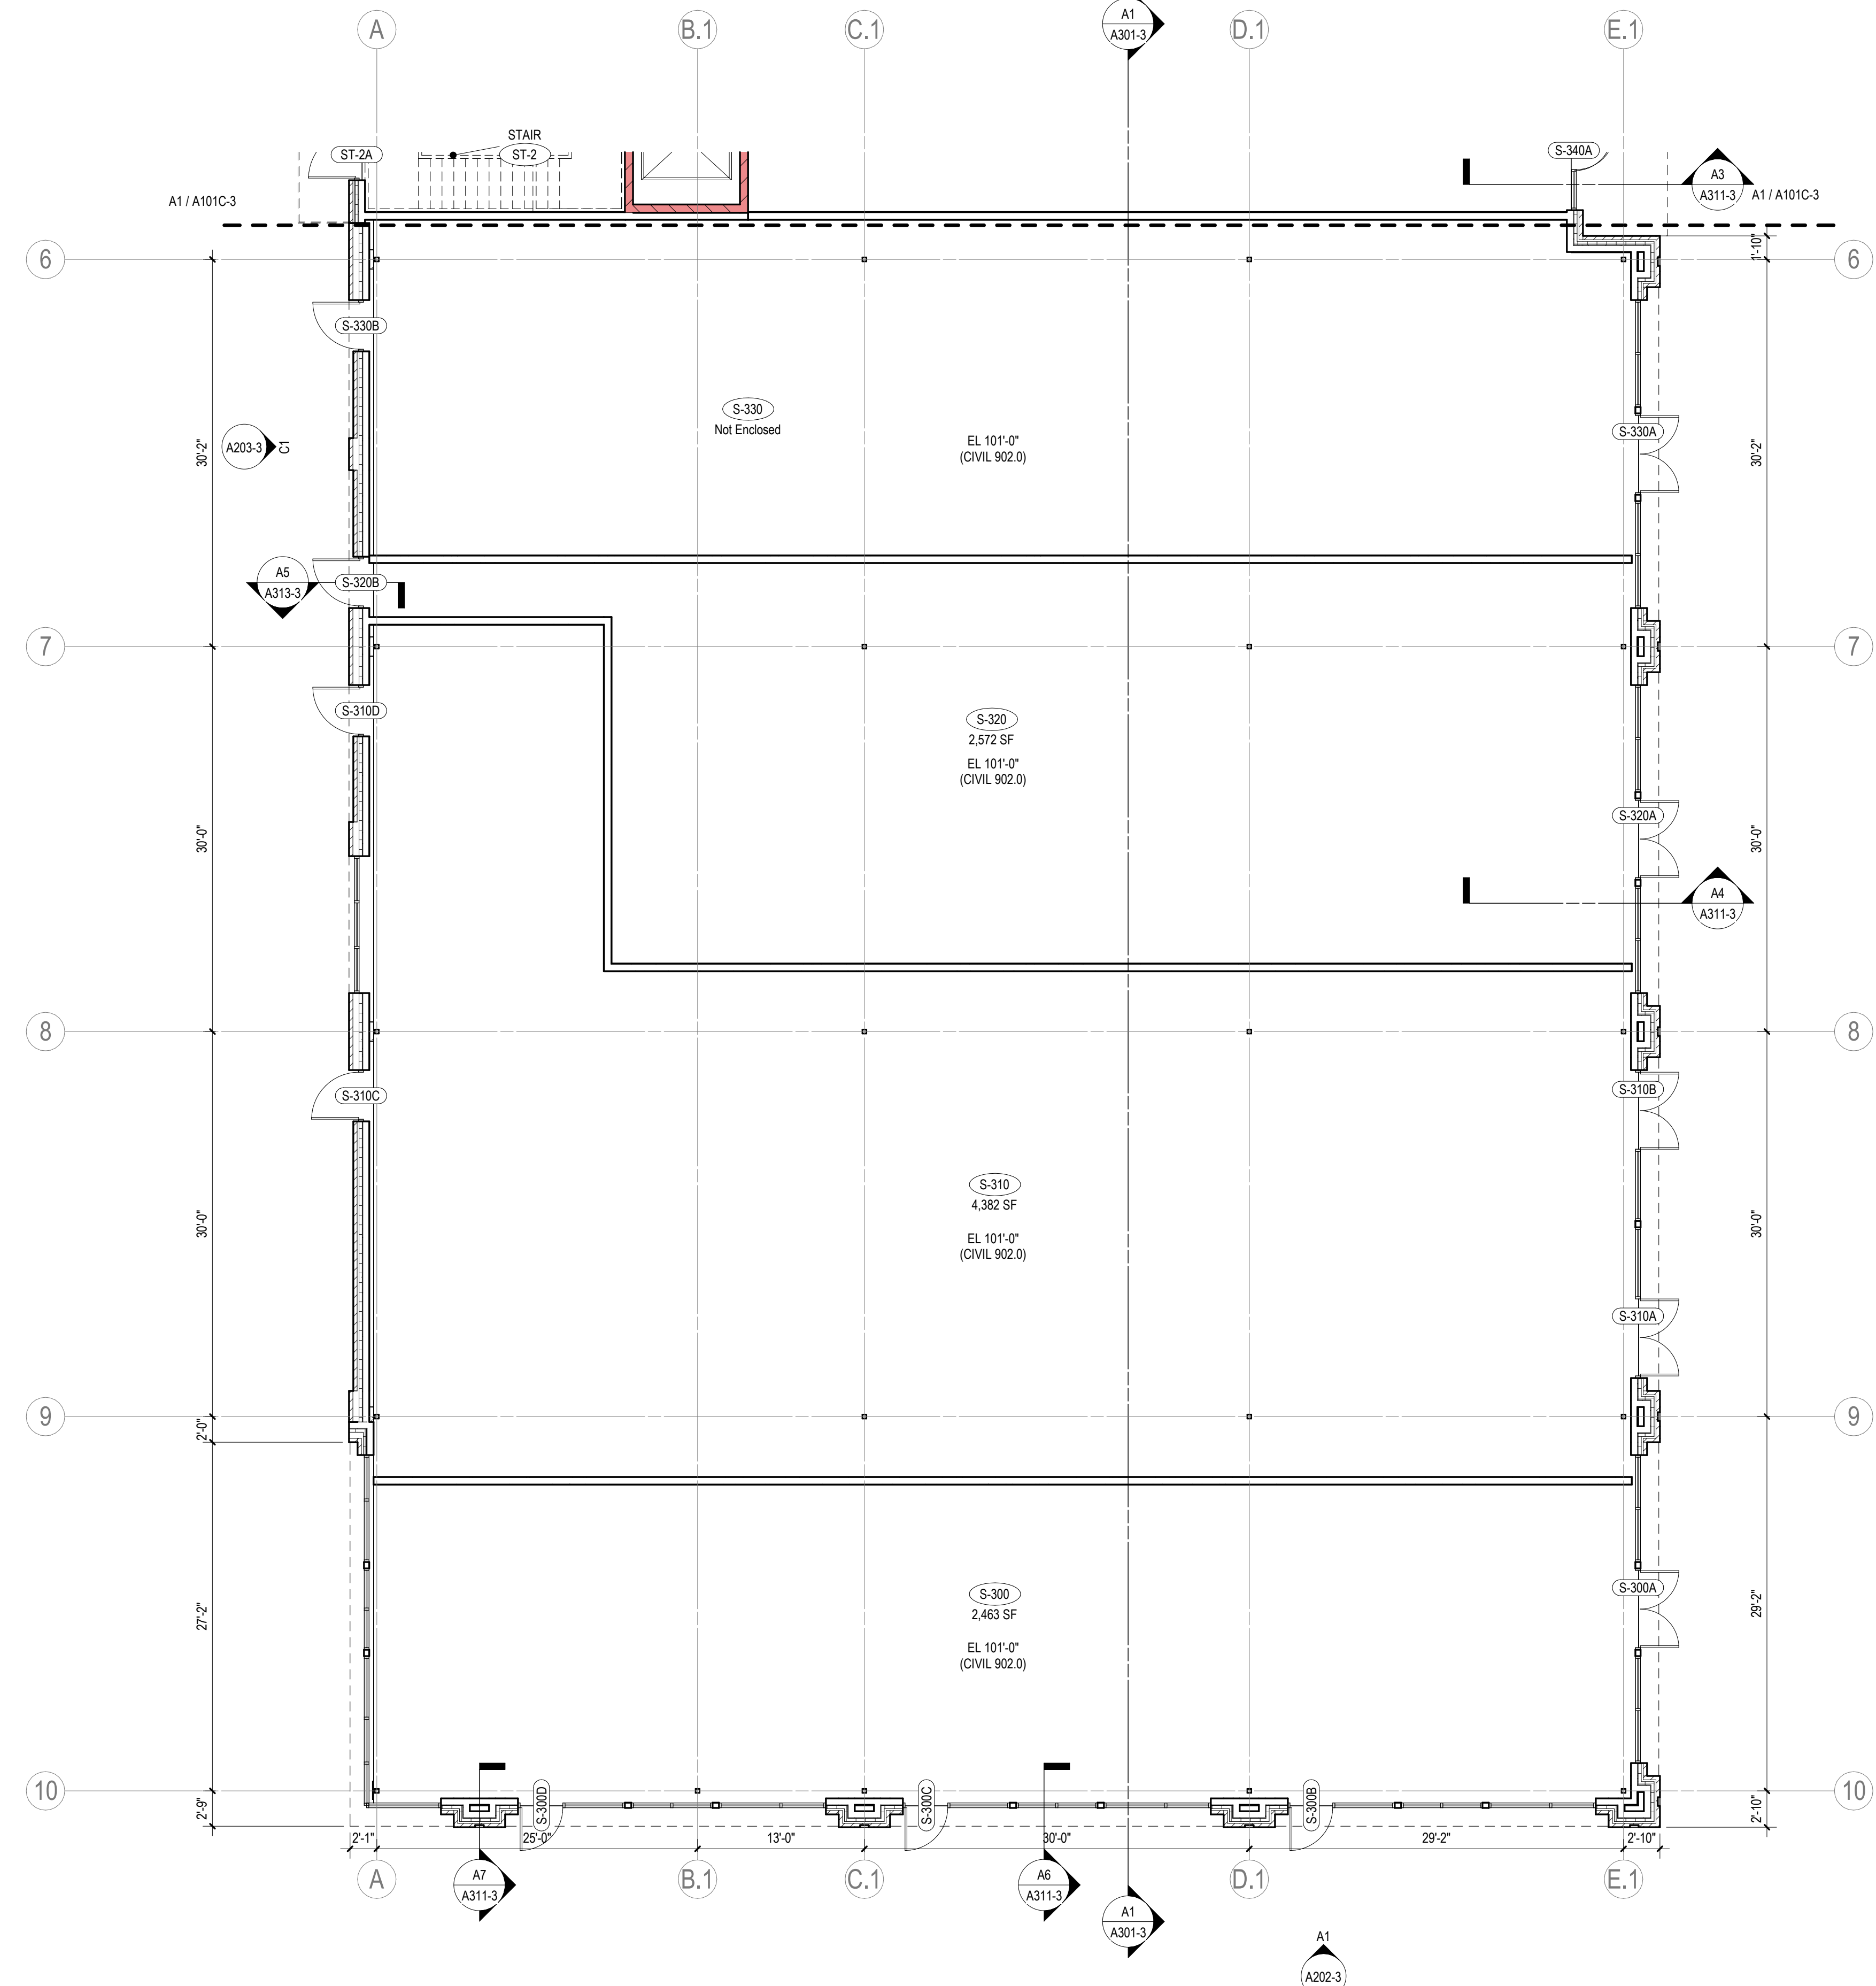 A
B.1
C.1
A1
A301-3
D.1
E.1
STAIR
ST-2
ST-2A
S-340A
A3
A311-3
A1 / A101C-3
A1 / A101C-3
1'-10"
6
6
S-330B
S-330
Not Enclosed
S-330A
EL 101'-0"
(CIVIL 902.0)
A203-3
C1
30'-2"
30'-2"
A5
A313-3
S-320B
7
7
S-310D
S-320
2,572 SF
EL 101'-0"
(CIVIL 902.0)
S-320A
30'-0"
30'-0"
A4
A311-3
8
8
S-310C
S-310B
S-310
4,382 SF
EL 101'-0"
(CIVIL 902.0)
30'-0"
30'-0"
S-310A
9
9
2'-0"
S-300
2,463 SF
EL 101'-0"
(CIVIL 902.0)
S-300A
27'-2"
29'-2"
10
10
2'-9"
2'-10"
S-300D
S-300C
S-300B
2'-1"
25'-0"
13'-0"
30'-0"
29'-2"
2'-10"
A
A7
A311-3
B.1
C.1
A6
A311-3
D.1
E.1
A1
A301-3
A1
A202-3